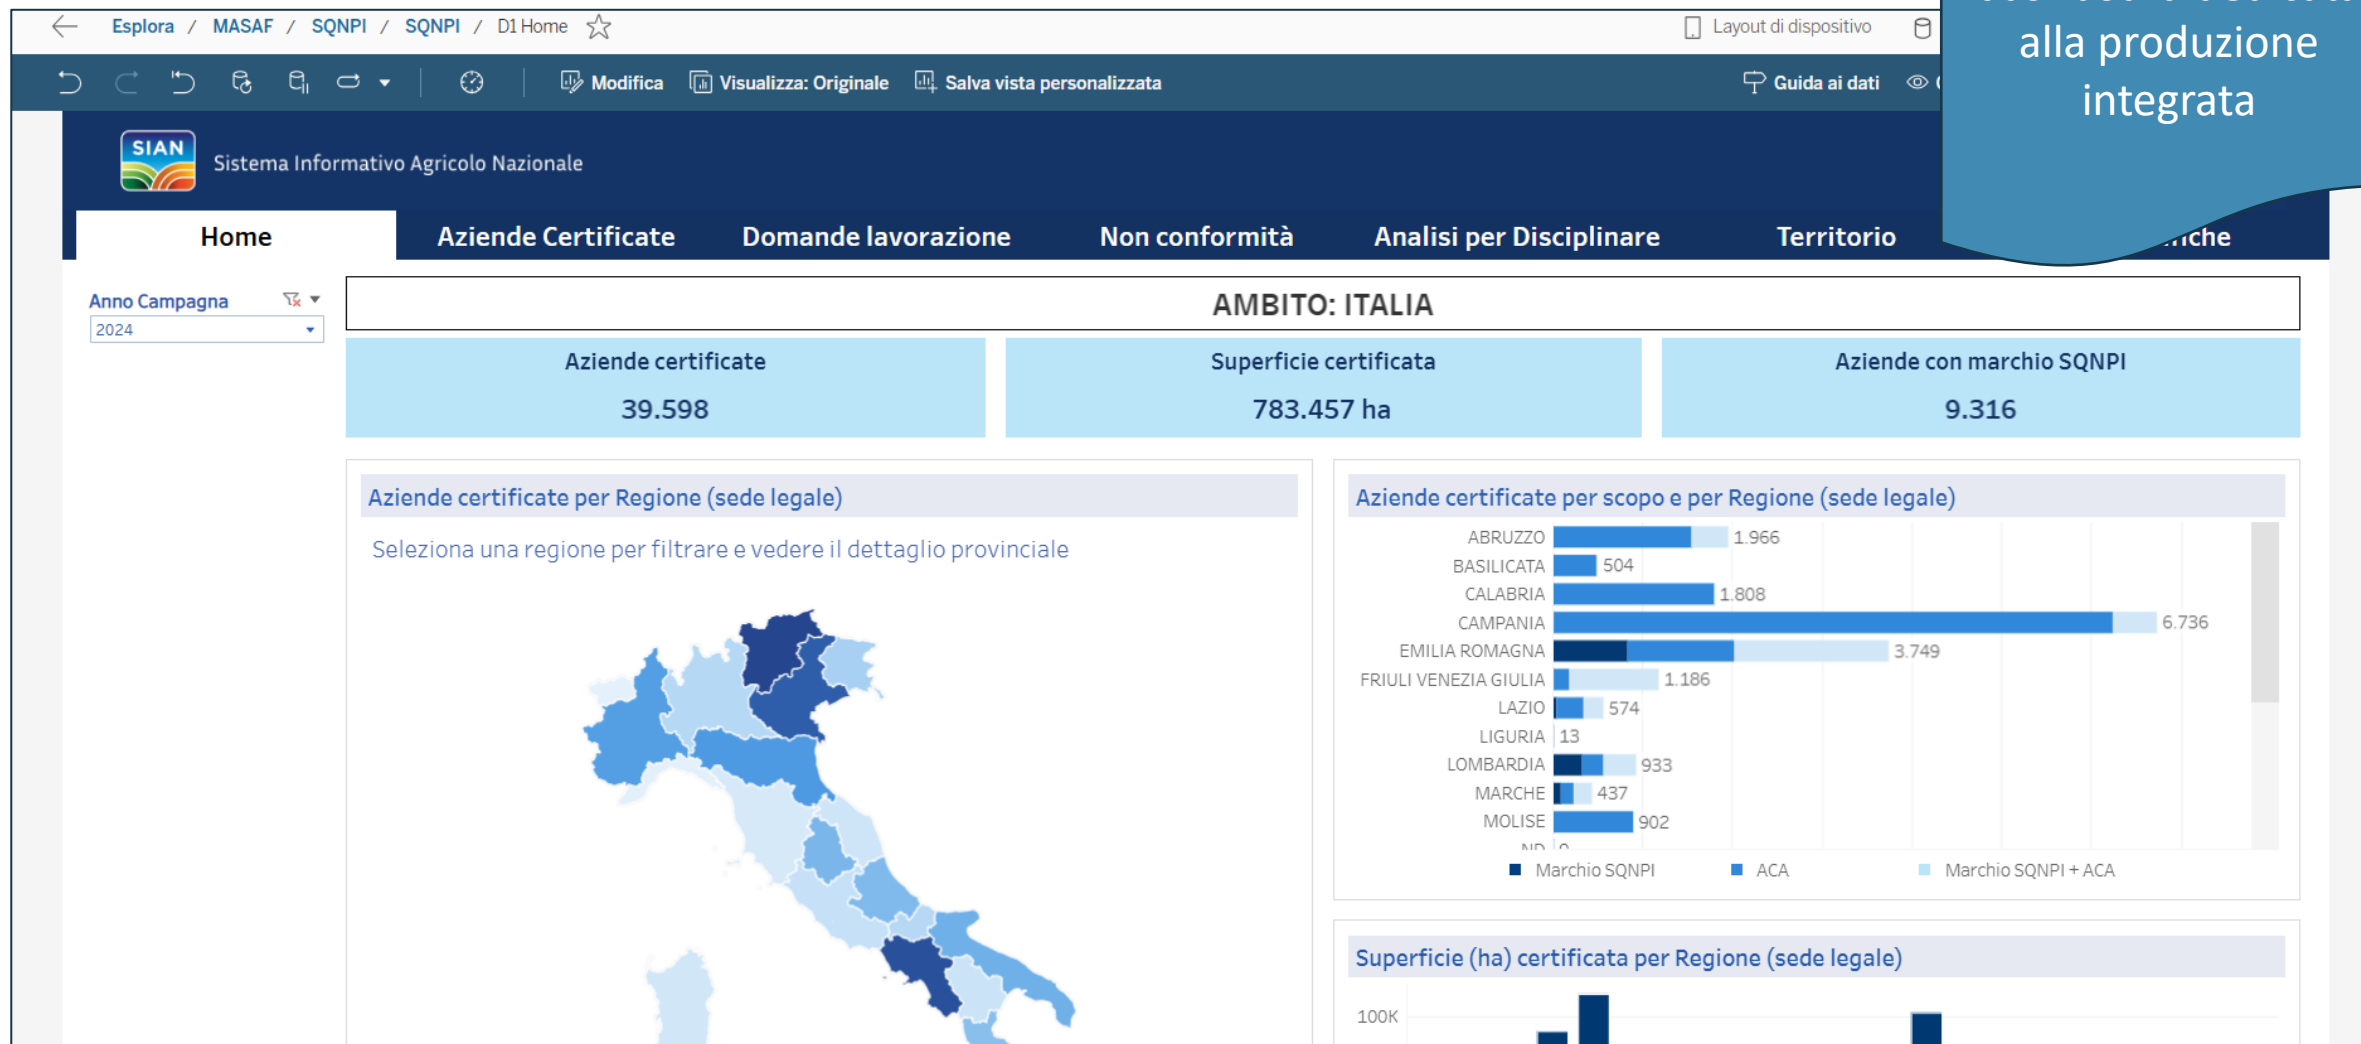 Esplora / MASAF / SQNPI / SQNPI / D1 Home
Layout di dispositivo
alla produzione
integrata
Modifica
Visualizza: Originale
Salva vista personalizzata
Guida ai dati
SIAN
Sistema Informativo Agricolo Nazionale
Home
Aziende Certificate
Domande lavorazione
Non conformità
Analisi per Disciplinare
Territorio
Anno Campagna
2024
AMBITO: ITALIA
Aziende certificate
39.598
Superficie certificata
783.457 ha
Aziende con marchio SQNPI
9.316
Aziende certificate per Regione (sede legale)
Seleziona una regione per filtrare e vedere il dettaglio provinciale
Aziende certificate per scopo e per Regione (sede legale)
ABRUZZO 1.966
BASILICATA 504
CALABRIA 1.808
CAMPANIA 6.736
EMILIA ROMAGNA 3.749
FRIULI VENEZIA GIULIA 1.186
LAZIO 574
LIGURIA 13
LOMBARDIA 933
MARCHE 437
MOLISE 902
Marchio SQNPI
ACA
Marchio SQNPI + ACA
Superficie (ha) certificata per Regione (sede legale)
100K